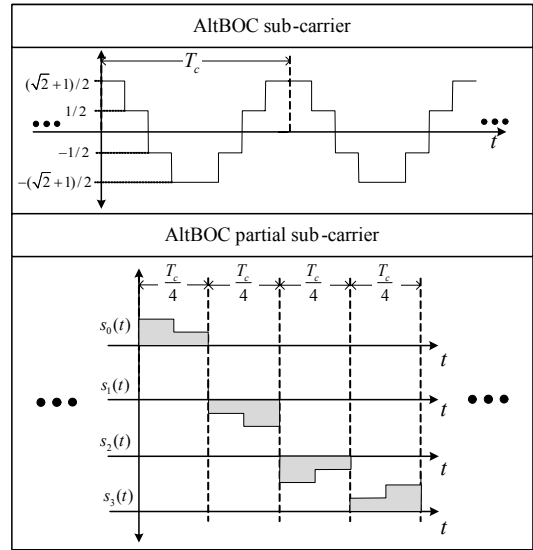 AltBOC sub-carrier
T_c
(√2+1)/2
1/2
−1/2
−(√2+1)/2
t
AltBOC partial sub-carrier
T_c/4 T_c/4 T_c/4 T_c/4
s_0(t)
t
s_1(t)
t
s_2(t)
t
s_3(t)
t